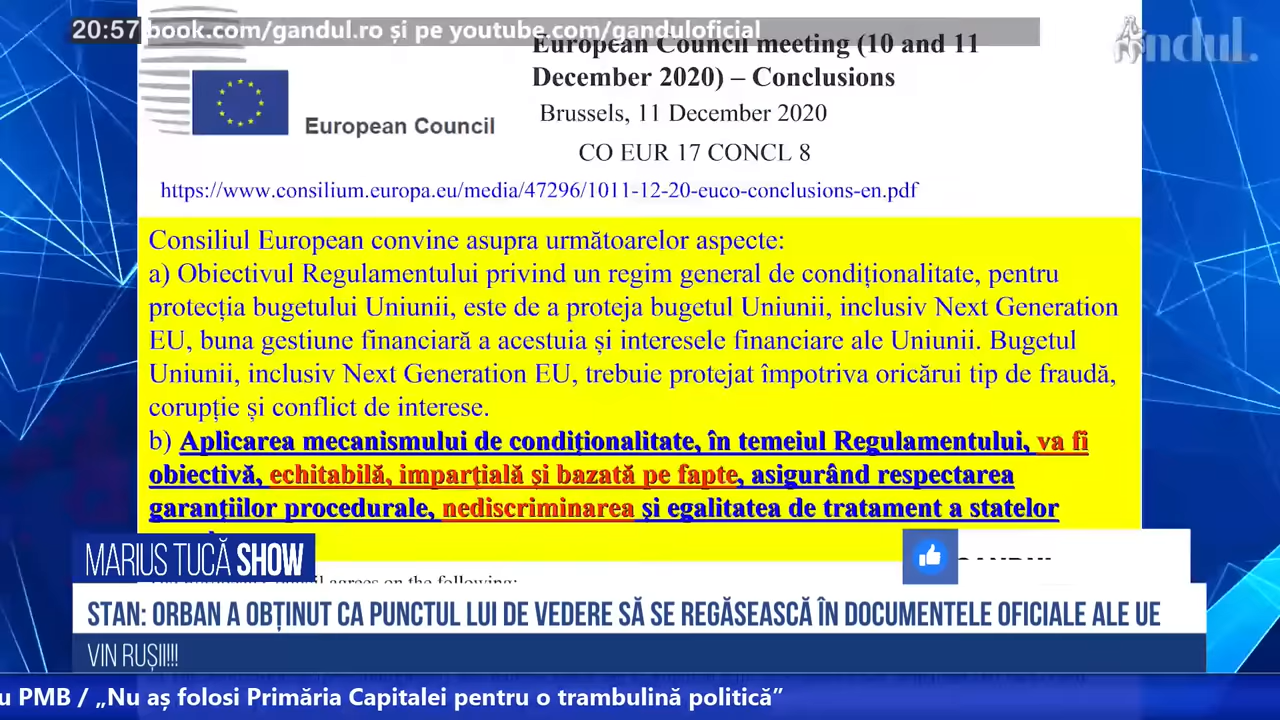 20:57 book.com/gandul.ro și pe youtube.com/ganduloficial
gândul.
European Council meeting (10 and 11
December 2020) – Conclusions
European Council
Brussels, 11 December 2020
CO EUR 17 CONCL 8
https://www.consilium.europa.eu/media/47296/1011-12-20-euco-conclusions-en.pdf
Consiliul European convine asupra următoarelor aspecte:
a) Obiectivul Regulamentului privind un regim general de condiționalitate, pentru
protecția bugetului Uniunii, este de a proteja bugetul Uniunii, inclusiv Next Generation
EU, buna gestiune financiară a acestuia și interesele financiare ale Uniunii. Bugetul
Uniunii, inclusiv Next Generation EU, trebuie protejat împotriva oricărui tip de fraudă,
corupție și conflict de interese.
b) Aplicarea mecanismului de condiționalitate, în temeiul Regulamentului, va fi
obiectivă, echitabilă, imparțială și bazată pe fapte, asigurând respectarea
garanțiilor procedurale, nediscriminarea și egalitatea de tratament a statelor
MARIUS TUCĂ SHOW
agrees on the following:
STAN: ORBAN A OBȚINUT CA PUNCTUL LUI DE VEDERE SĂ SE REGĂSEASCĂ ÎN DOCUMENTELE OFICIALE ALE UE
VIN RUȘII!!!
u PMB / „Nu aș folosi Primăria Capitalei pentru o trambulină politică”